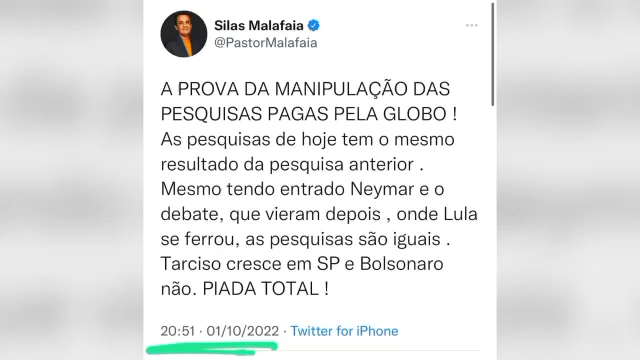 Silas Malafaia
@PastorMalafaia
A PROVA DA MANIPULAÇÃO DAS
PESQUISAS PAGAS PELA GLOBO !
As pesquisas de hoje tem o mesmo
resultado da pesquisa anterior .
Mesmo tendo entrado Neymar e o
debate, que vieram depois , onde Lula
se ferrou, as pesquisas são iguais .
Tarciso cresce em SP e Bolsonaro
não. PIADA TOTAL !
20:51 · 01/10/2022 · Twitter for iPhone